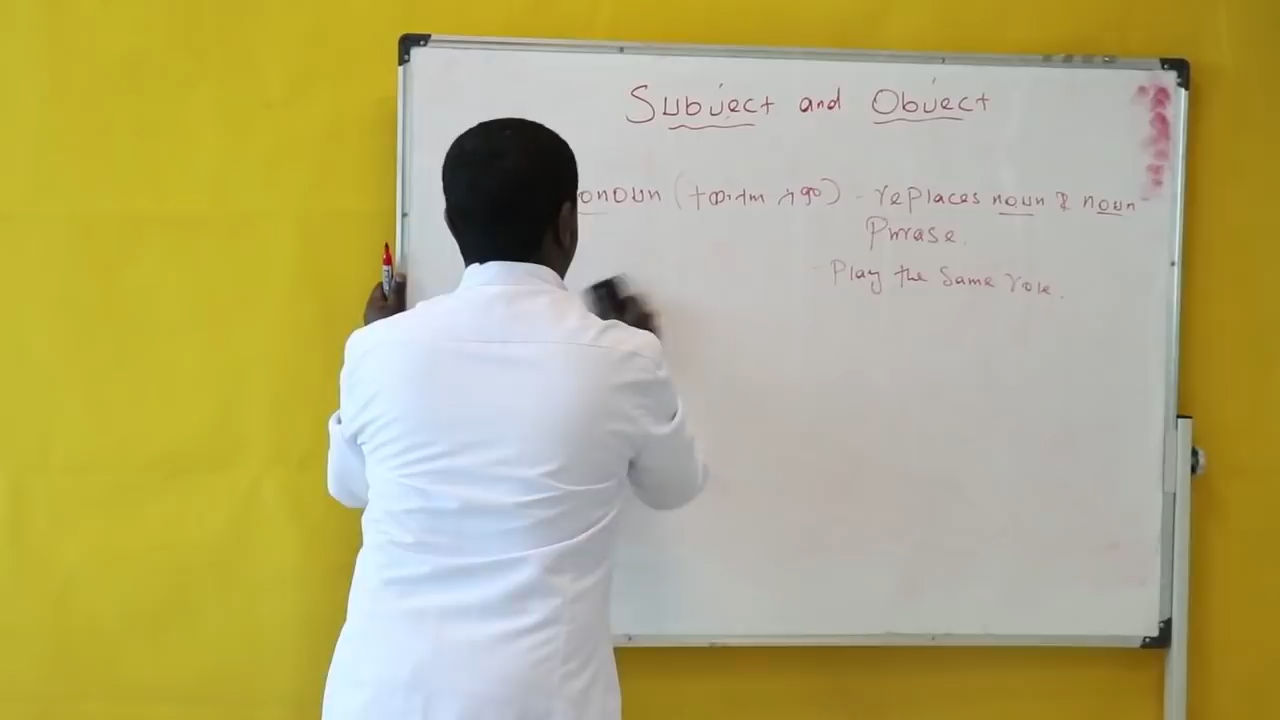 Subject and Object
onoun (ተውላጠ ስም) - replaces noun & noun
Phrase.
- Play the same role.